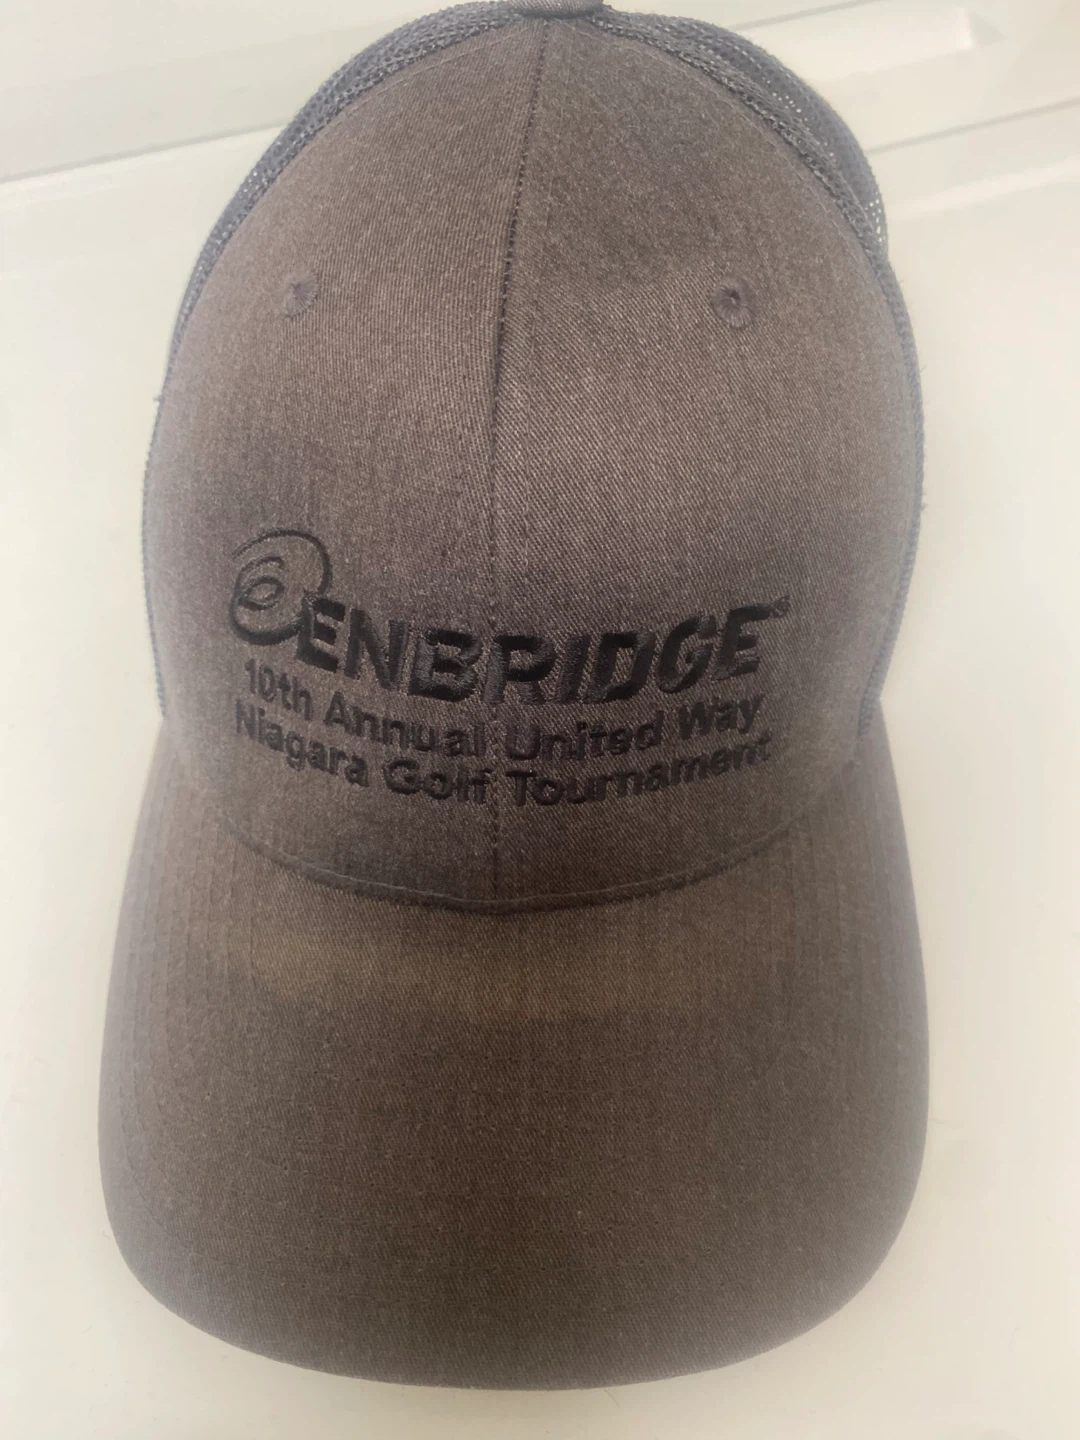 ENBRIDGE
10th Annual United Way
Niagara Golf Tournament